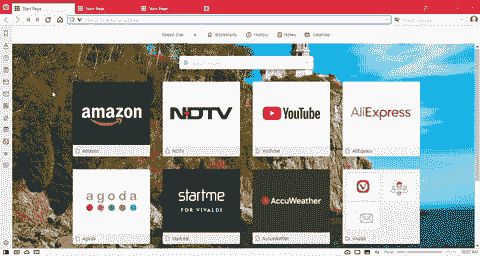 Start Page
Start Page
Start Page
Speed Dial
Bookmarks
History
Notes
Calendar
amazon
NDTV
YouTube
AliExpress
Amazon
NDTV
YouTube
AliExpress
agoda
startme
FOR VIVALDI
AccuWeather
Agoda
Startme
AccuWeather
Vivaldi
Reset